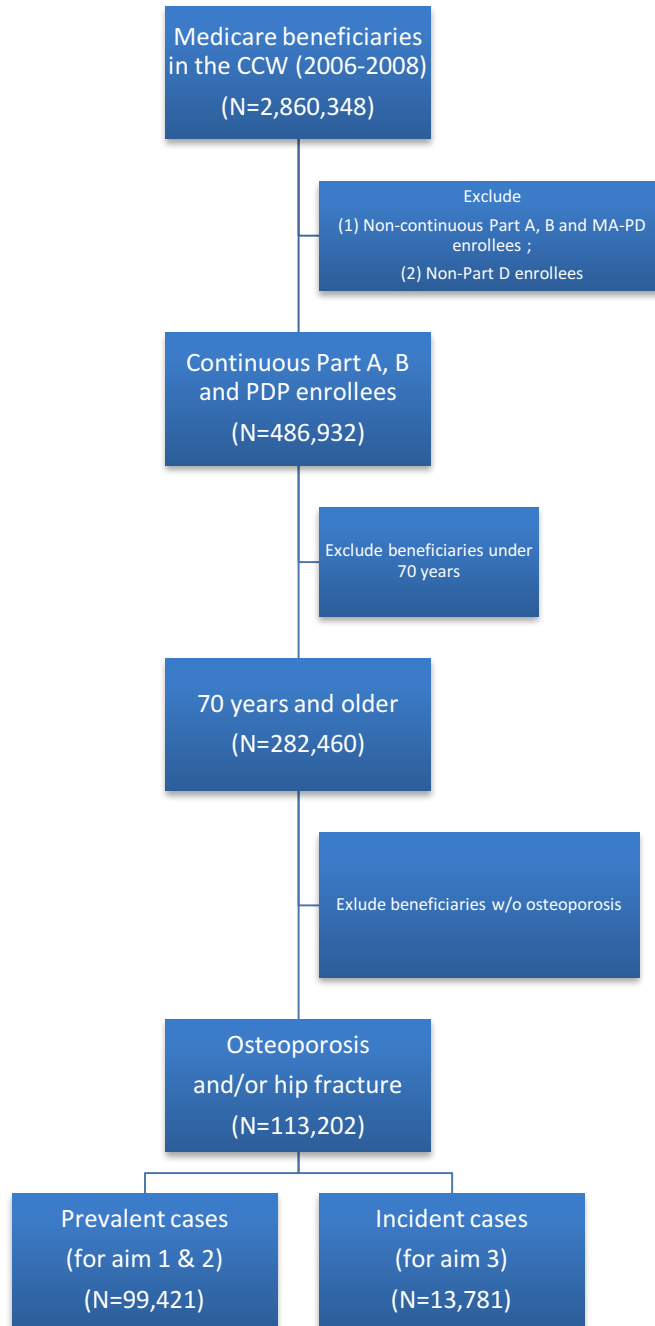 Medicare beneficiaries
in the CCW (2006-2008)
(N=2,860,348)
Exclude
(1) Non-continuous Part A, B and MA-PD
enrollees ;
(2) Non-Part D enrollees
Continuous Part A, B
and PDP enrollees
(N=486,932)
Exclude beneficiaries under
70 years
70 years and older
(N=282,460)
Exlude beneficiaries w/o osteoporosis
Osteoporosis
and/or hip fracture
(N=113,202)
Prevalent cases
(for aim 1 & 2)
(N=99,421)
Incident cases
(for aim 3)
(N=13,781)